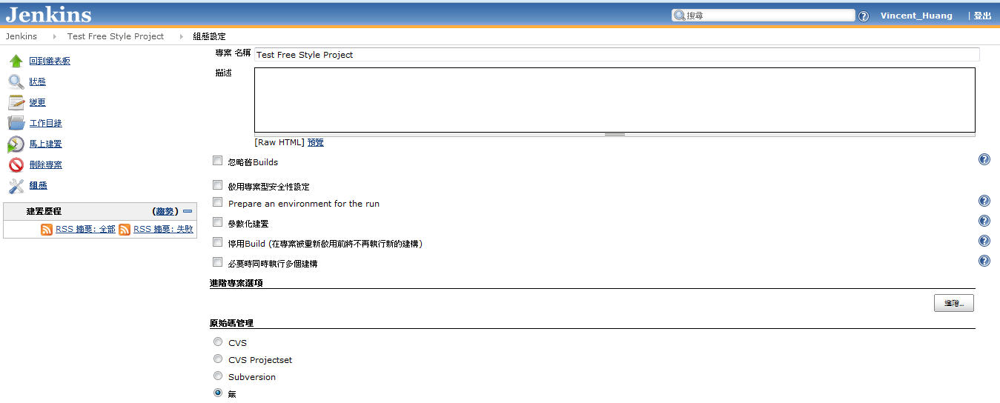 Jenkins
搜尋
Vincent_Huang | 登出
Jenkins Test Free Style Project 組態設定
回到儀表板
狀態
變更
工作目錄
馬上建置
刪除專案
組態
建置歷程 (趨勢)
RSS 摘要: 全部 RSS 摘要: 失敗
專案 名稱 Test Free Style Project
描述
[Raw HTML] 預覽
忽略舊Builds
啟用專案型安全性設定
Prepare an environment for the run
參數化建置
停用Build (在專案被重新啟用前將不再執行新的建構)
必要時同時執行多個建構
進階專案選項
進階...
原始碼管理
CVS
CVS Projectset
Subversion
無